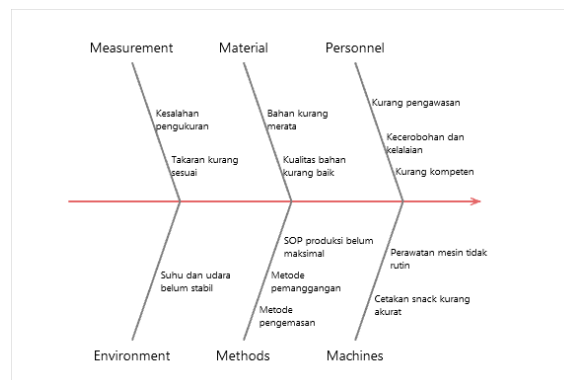 Measurement
Material
Personnel
Kesalahan
pengukuran
Takaran kurang
sesuai
Bahan kurang
merata
Kualitas bahan
kurang baik
Kurang pengawasan
Kecerobohan dan
kelalaian
Kurang kompeten
Suhu dan udara
belum stabil
SOP produksi belum
maksimal
Metode
pemanggangan
Metode
pengemasan
Perawatan mesin tidak
rutin
Cetakan snack kurang
akurat
Environment
Methods
Machines